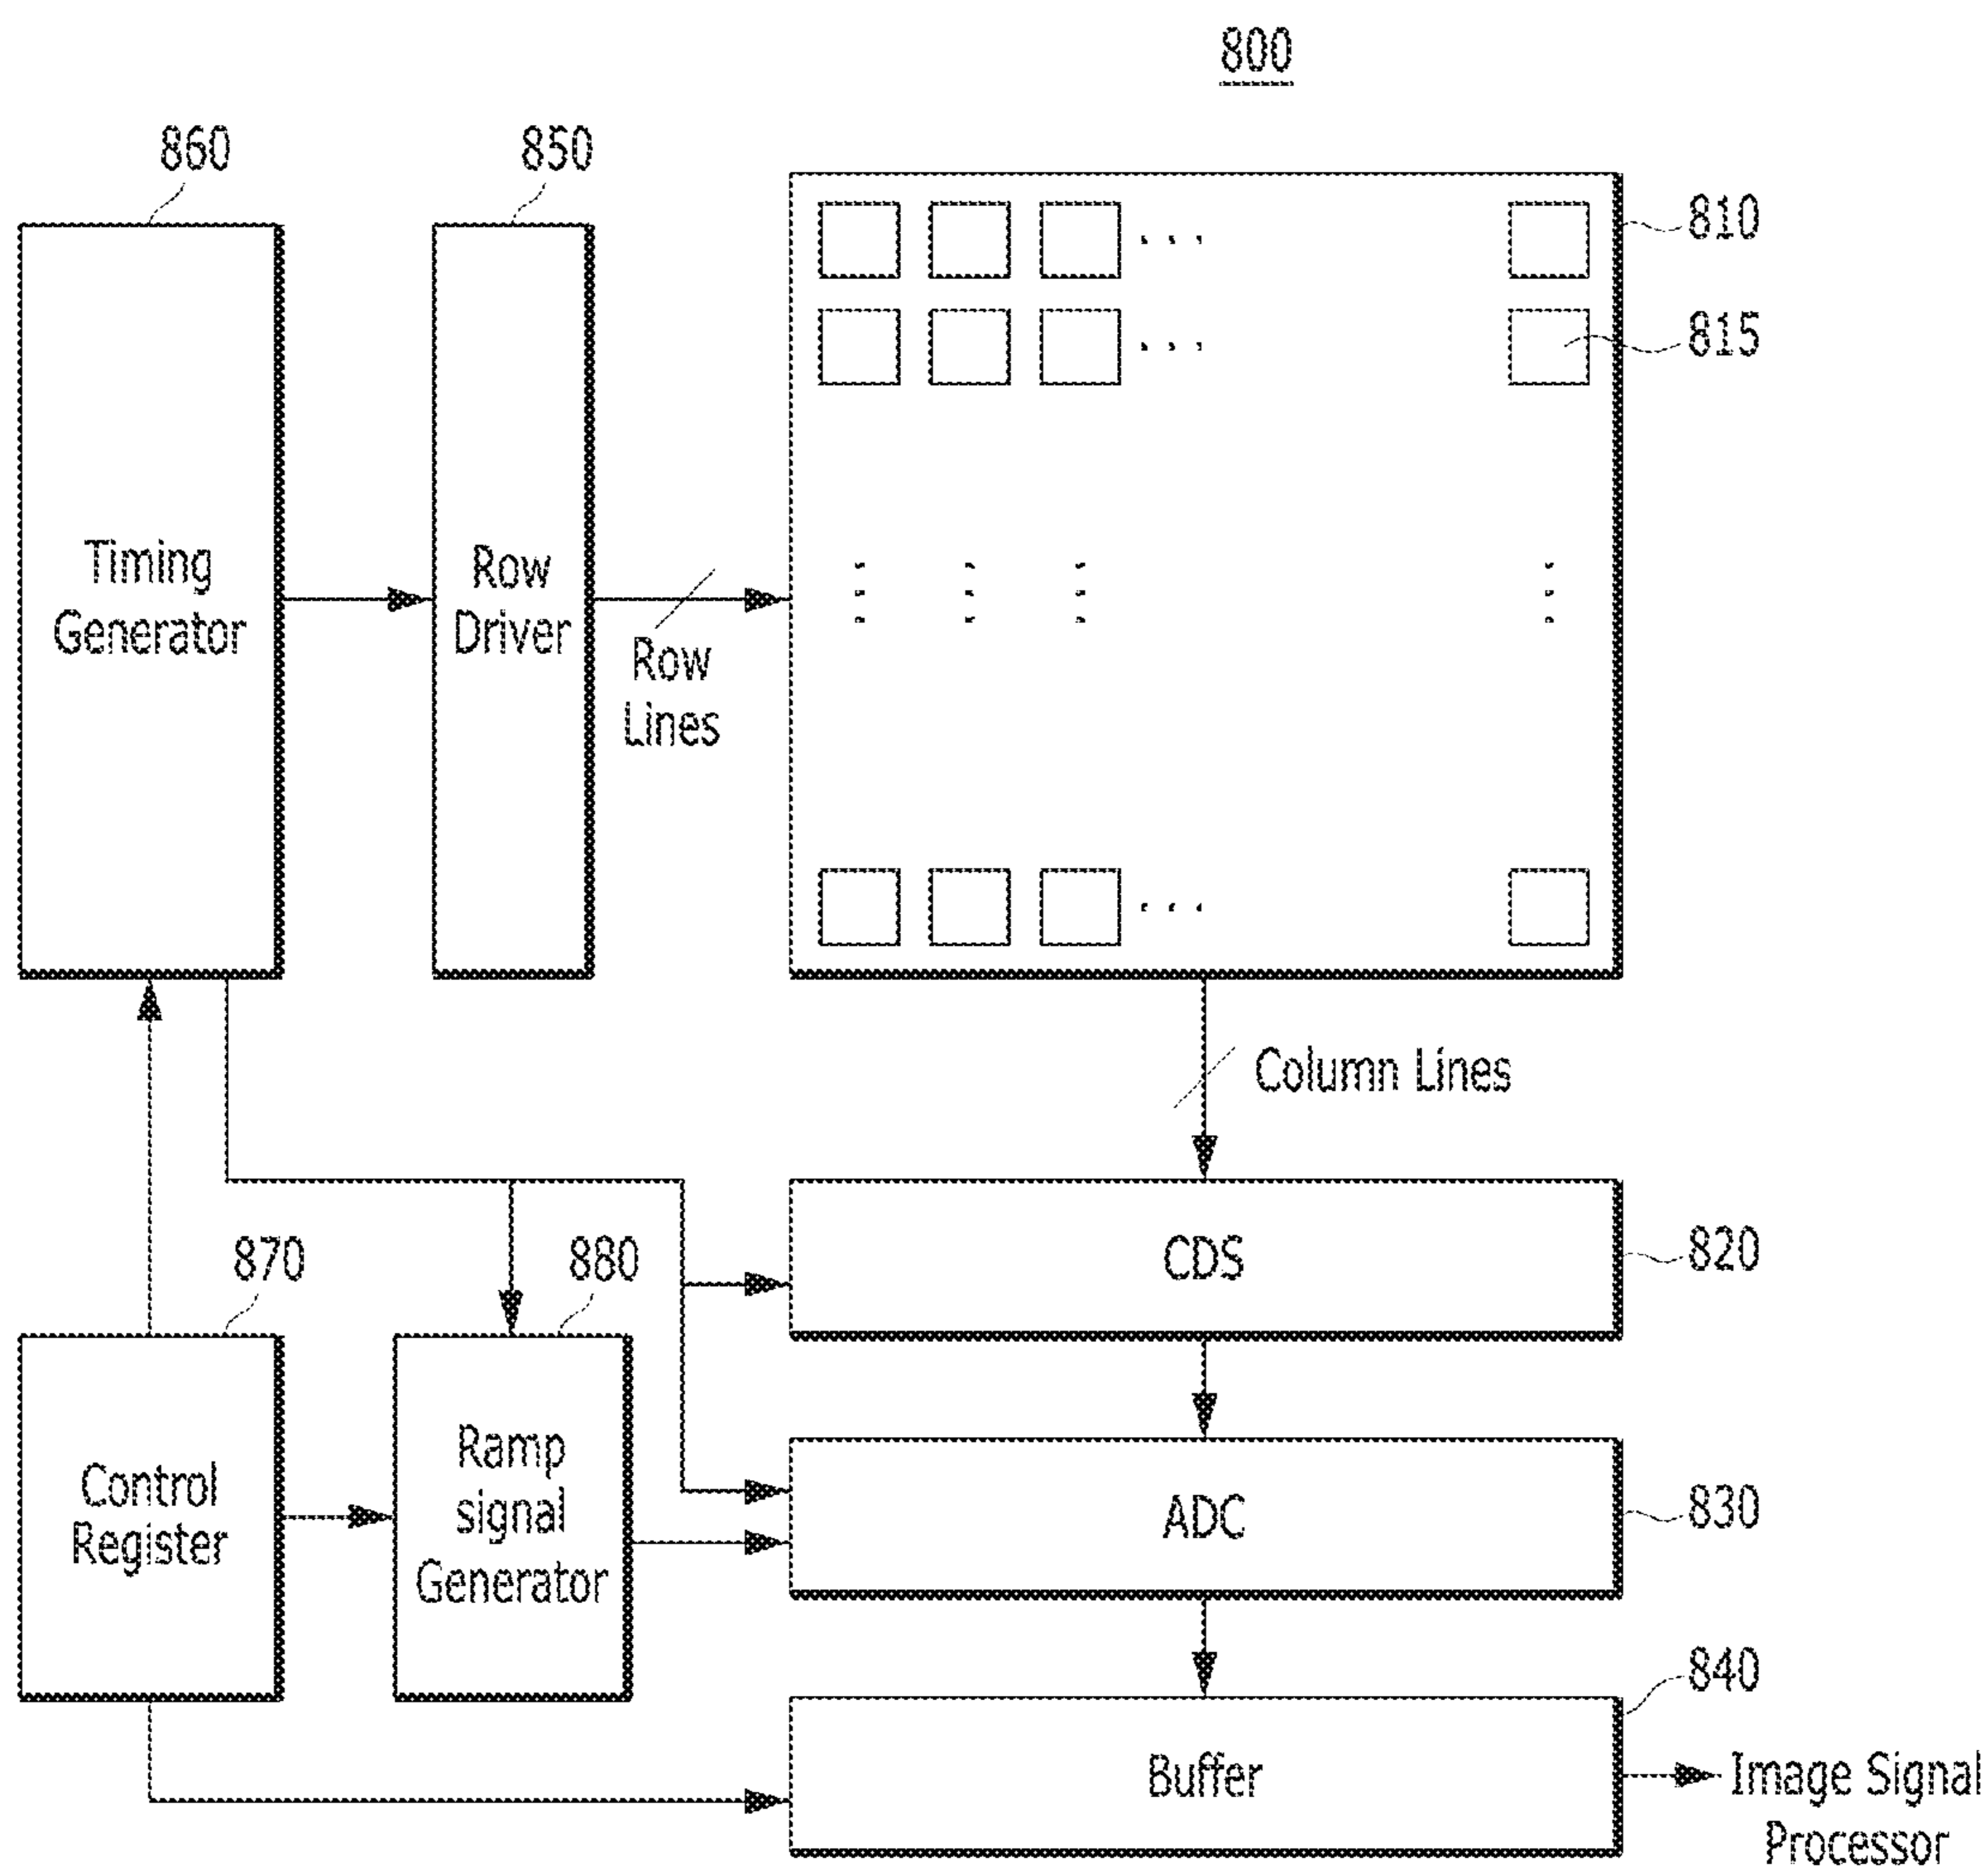 800
860
850
810
815
Timing
Generator
Row
Driver
Row
Lines
Column Lines
870
880
CDS
820
Control
Register
Ramp
signal
Generator
ADC
830
840
Buffer
Image Signal
Processor